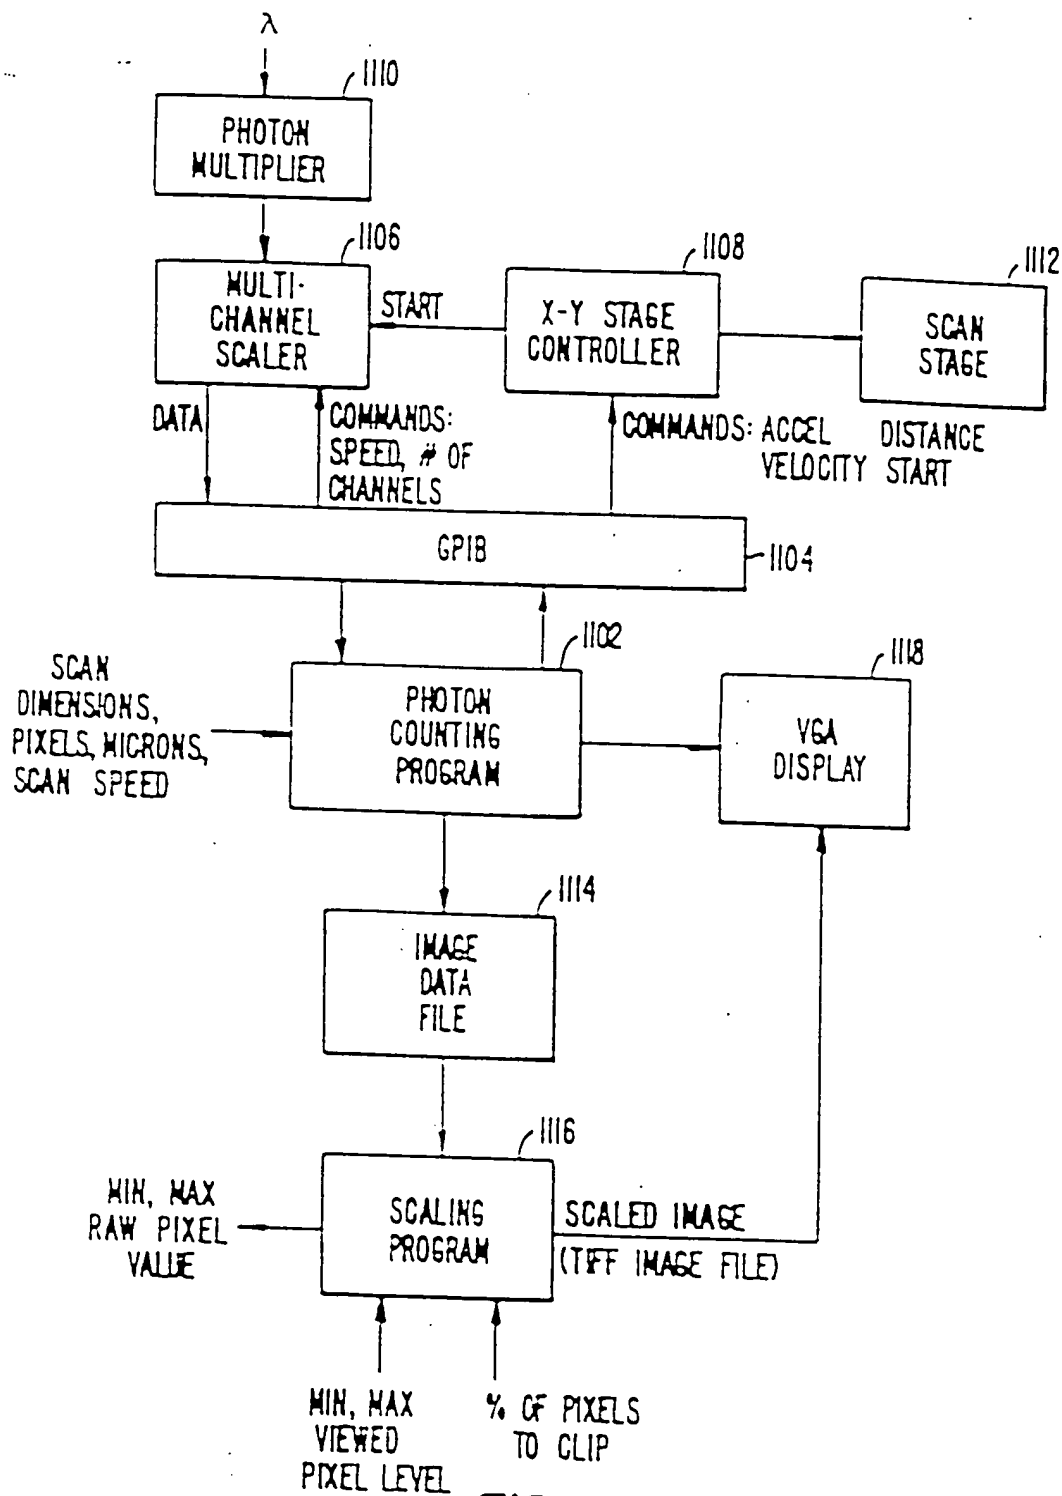 λ
1110
PHOTON
MULTIPLIER
1106
MULTI-
CHANNEL
SCALER
START
1108
X-Y STAGE
CONTROLLER
1112
SCAN
STAGE
DATA
COMMANDS:
SPEED, # OF
CHANNELS
COMMANDS: ACCEL DISTANCE
VELOCITY START
GPIB
1104
1102
SCAN
DIMENSIONS,
PIXELS, MICRONS,
SCAN SPEED
PHOTON
COUNTING
PROGRAM
1118
VGA
DISPLAY
1114
IMAGE
DATA
FILE
1116
MIN, MAX
RAW PIXEL
VALUE
SCALING
PROGRAM
SCALED IMAGE
(TIFF IMAGE FILE)
MIN, MAX
VIEWED
PIXEL LEVEL
% OF PIXELS
TO CLIP